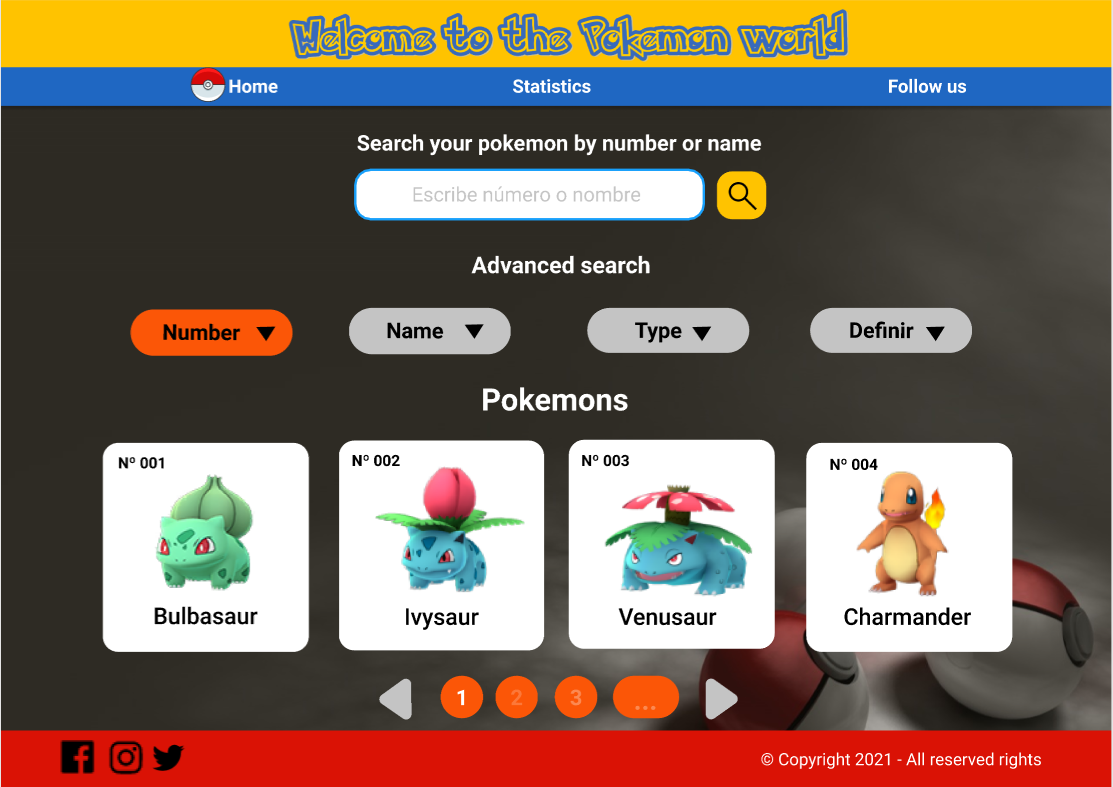 Welcome to the Pokemon world
Home Statistics Follow us
Search your pokemon by number or name
Escribe número o nombre
Advanced search
Number Name Type Definir
Pokemons
Nº 001 Nº 002 Nº 003 Nº 004
Bulbasaur Ivysaur Venusaur Charmander
1 2 3 ...
© Copyright 2021 - All reserved rights